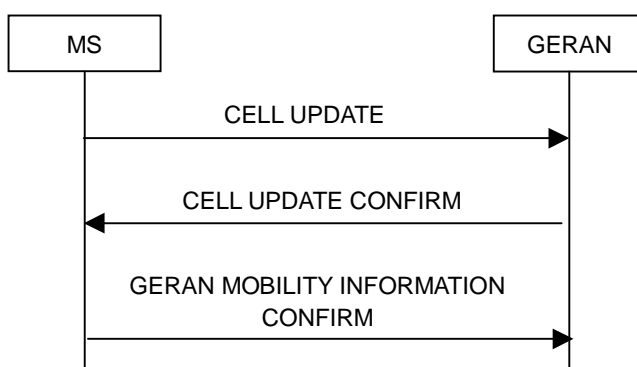 MS
GERAN
CELL UPDATE
CELL UPDATE CONFIRM
GERAN MOBILITY INFORMATION
CONFIRM